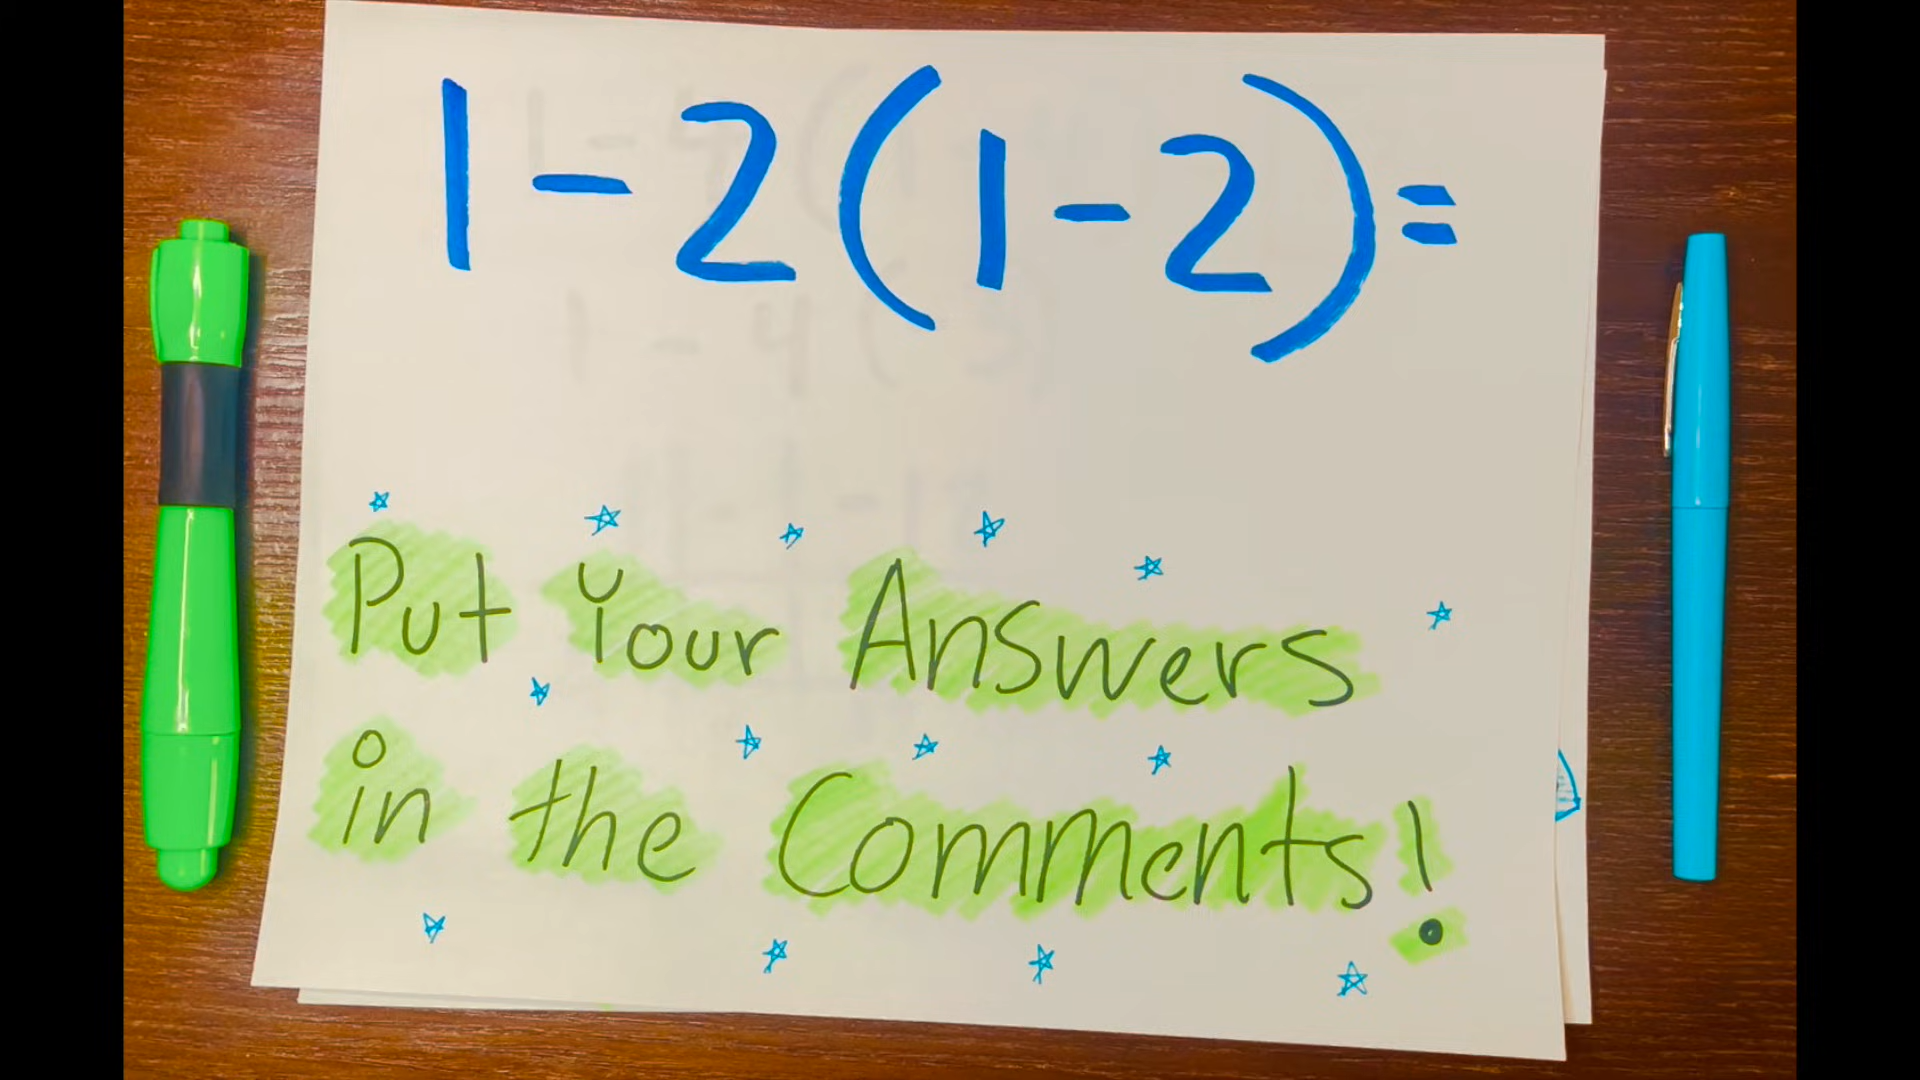 1-2(1-2)=
Put Your Answers
in the Comments!